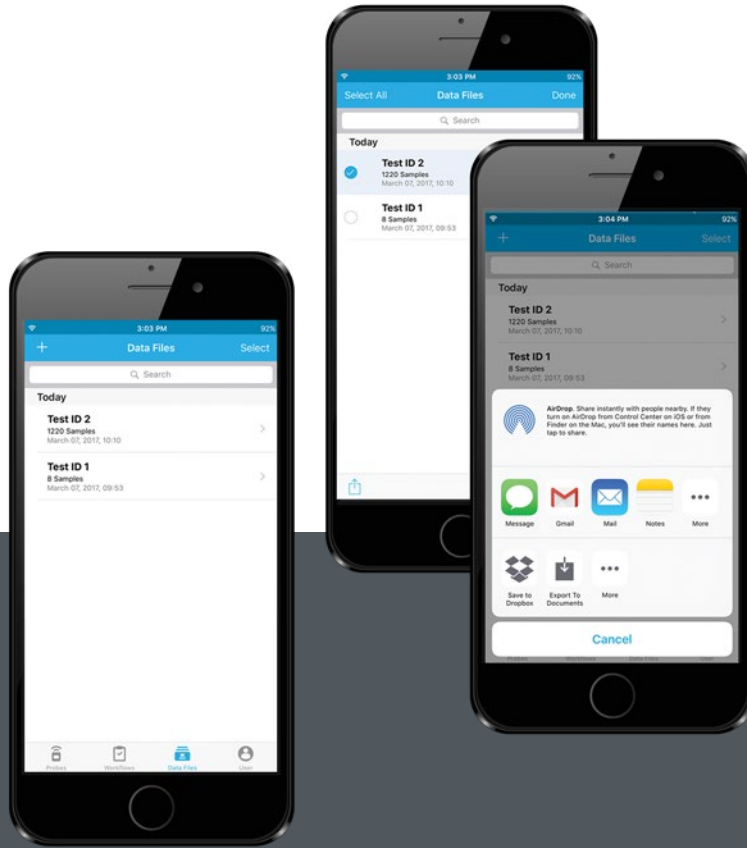 3:03 PM
92%
Select All
Data Files
Done
Search
Today
Test ID 2
1220 Samples
March 07, 2017, 10:10
Test ID 1
8 Samples
March 07, 2017, 09:53
3:04 PM
92%
+
Data Files
Select
Search
Today
Test ID 2
1220 Samples
March 07, 2017, 10:10
Test ID 1
8 Samples
March 07, 2017, 09:53
AirDrop. Share instantly with people nearby. If they
turn on AirDrop from Control Center on iOS or from
Finder on the Mac, you'll see their names here. Just
tap to share.
Message
Gmail
Mail
Notes
More
Save to
Dropbox
Export To
Documents
More
Cancel
Probes
Workflows
Data Files
User
3:03 PM
92%
+
Data Files
Select
Search
Today
Test ID 2
1220 Samples
March 07, 2017, 10:10
Test ID 1
8 Samples
March 07, 2017, 09:53
Probes
Workflows
Data Files
User